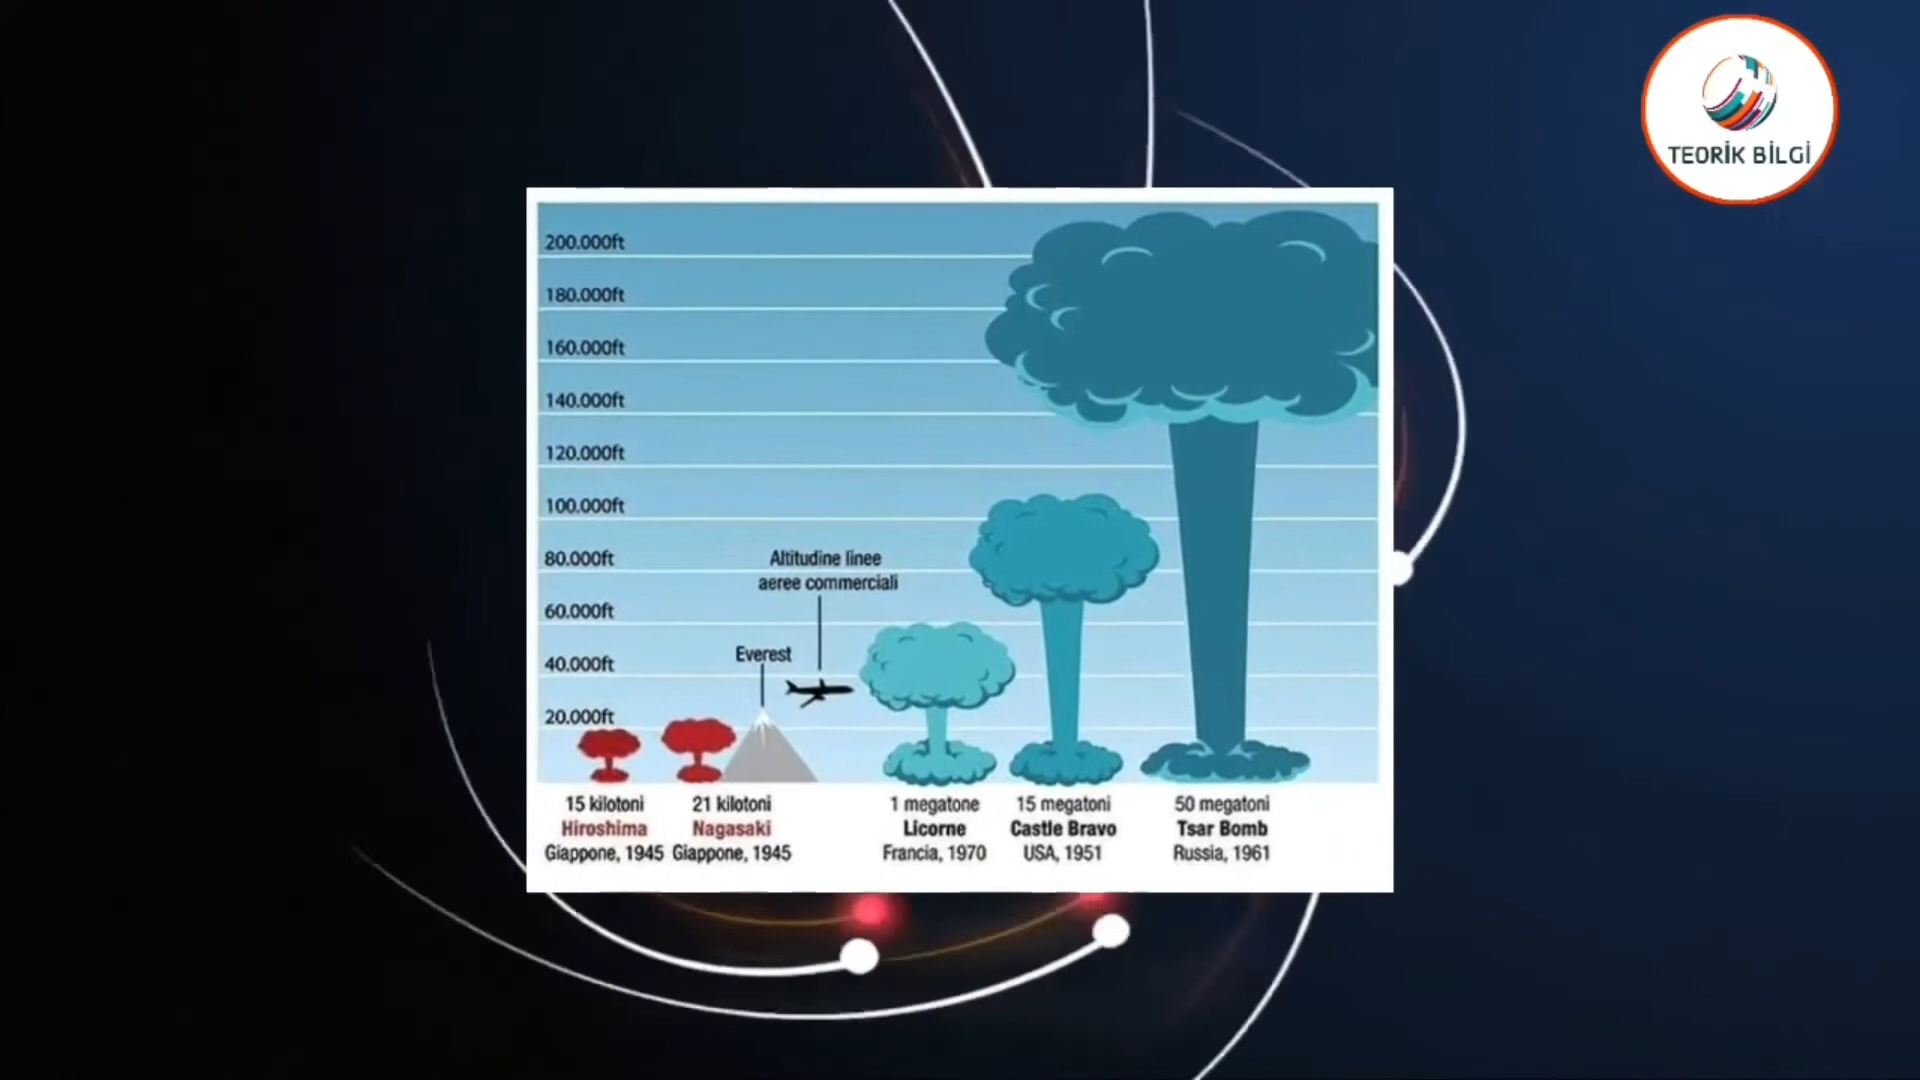 TEORİK BİLGİ
200.000ft
180.000ft
160.000ft
140.000ft
120.000ft
100.000ft
80.000ft
60.000ft
40.000ft
20.000ft
Altitudine linee
aeree commerciali
Everest
15 kilotoni
Hiroshima
Giappone, 1945
21 kilotoni
Nagasaki
Giappone, 1945
1 megatone
Licorne
Francia, 1970
15 megatoni
Castle Bravo
USA, 1951
50 megatoni
Tsar Bomb
Russia, 1961